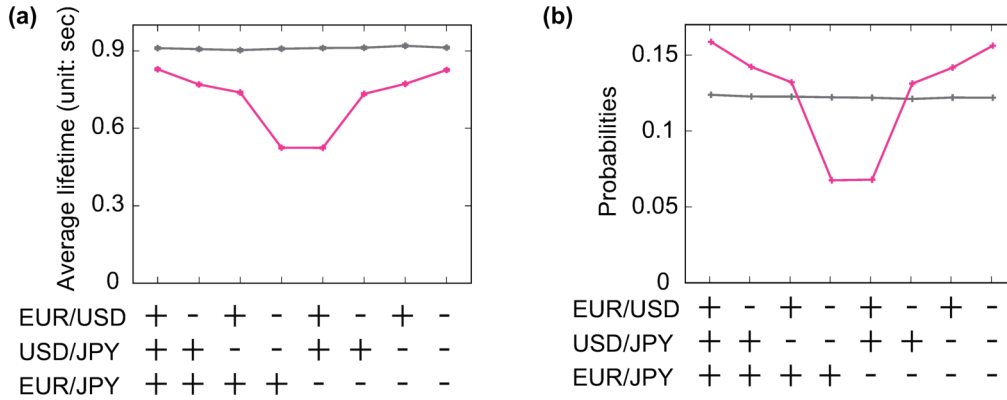 (a)
Average lifetime (unit: sec)
0.9
0.6
0.3
0
EUR/USD + - + - + - + -
USD/JPY + + - - + + - -
EUR/JPY + + + + - - - -
(b)
Probabilities
0.15
0.1
0.05
0
EUR/USD + - + - + - + -
USD/JPY + + - - + + - -
EUR/JPY + + + + - - - -